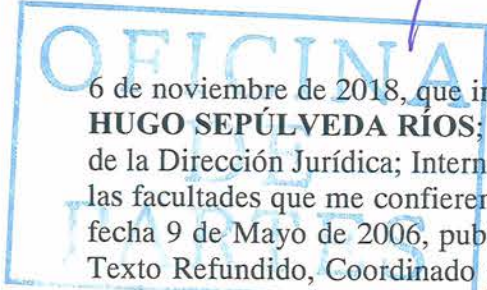 OFICINA
6 de noviembre de 2018, que
HUGO SEPÚLVEDA RÍOS;
DE
de la Dirección Jurídica; Intern
las facultades que me confieren
PARTES
fecha 9 de Mayo de 2006, pub
Texto Refundido, Coordinado